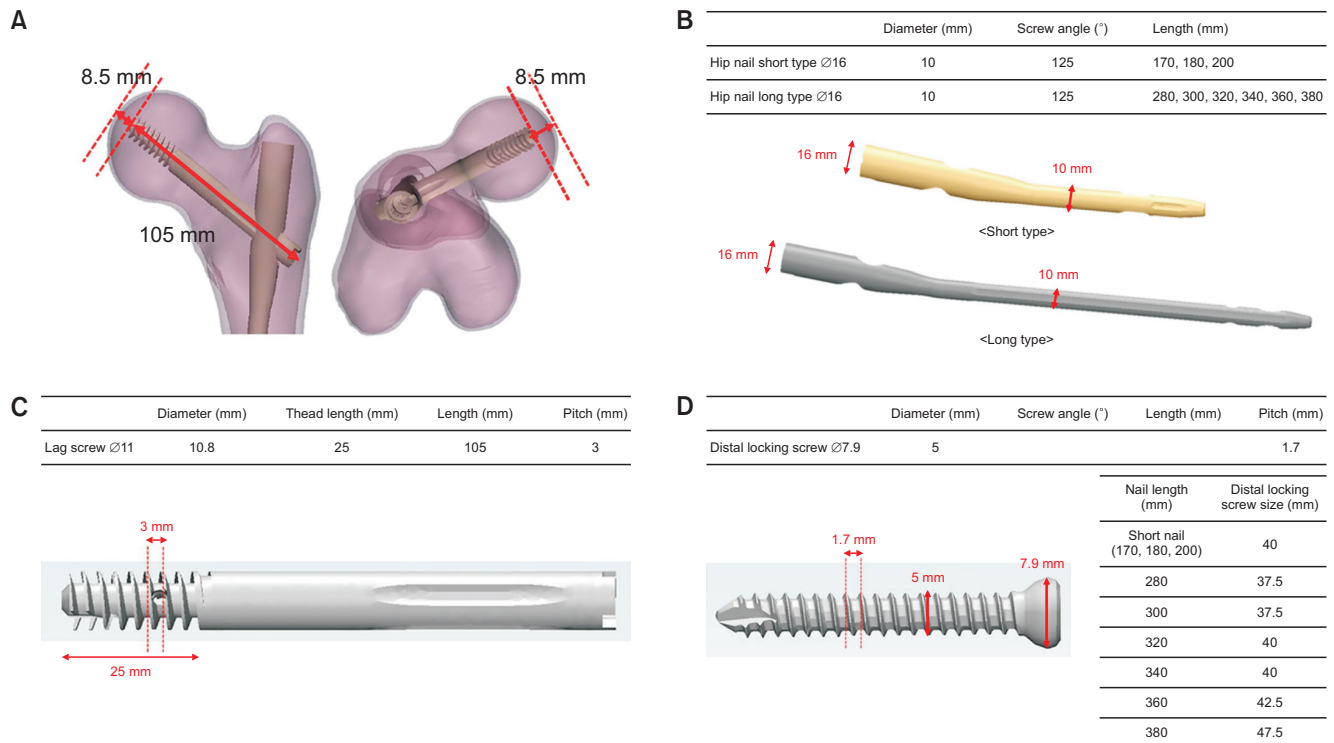 A
8.5 mm
8.5 mm
105 mm
B
Diameter (mm) Screw angle (°) Length (mm)
Hip nail short type ∅16 10 125 170, 180, 200
Hip nail long type ∅16 10 125 280, 300, 320, 340, 360, 380
16 mm
10 mm
<Short type>
16 mm
10 mm
<Long type>
C
Diameter (mm) Thead length (mm) Length (mm) Pitch (mm)
Lag screw ∅11 10.8 25 105 3
3 mm
25 mm
D
Diameter (mm) Screw angle (°) Length (mm) Pitch (mm)
Distal locking screw ∅7.9 5 1.7
1.7 mm
5 mm
7.9 mm
Nail length Distal locking
(mm) screw size (mm)
Short nail
(170, 180, 200) 40
280 37.5
300 37.5
320 40
340 40
360 42.5
380 47.5